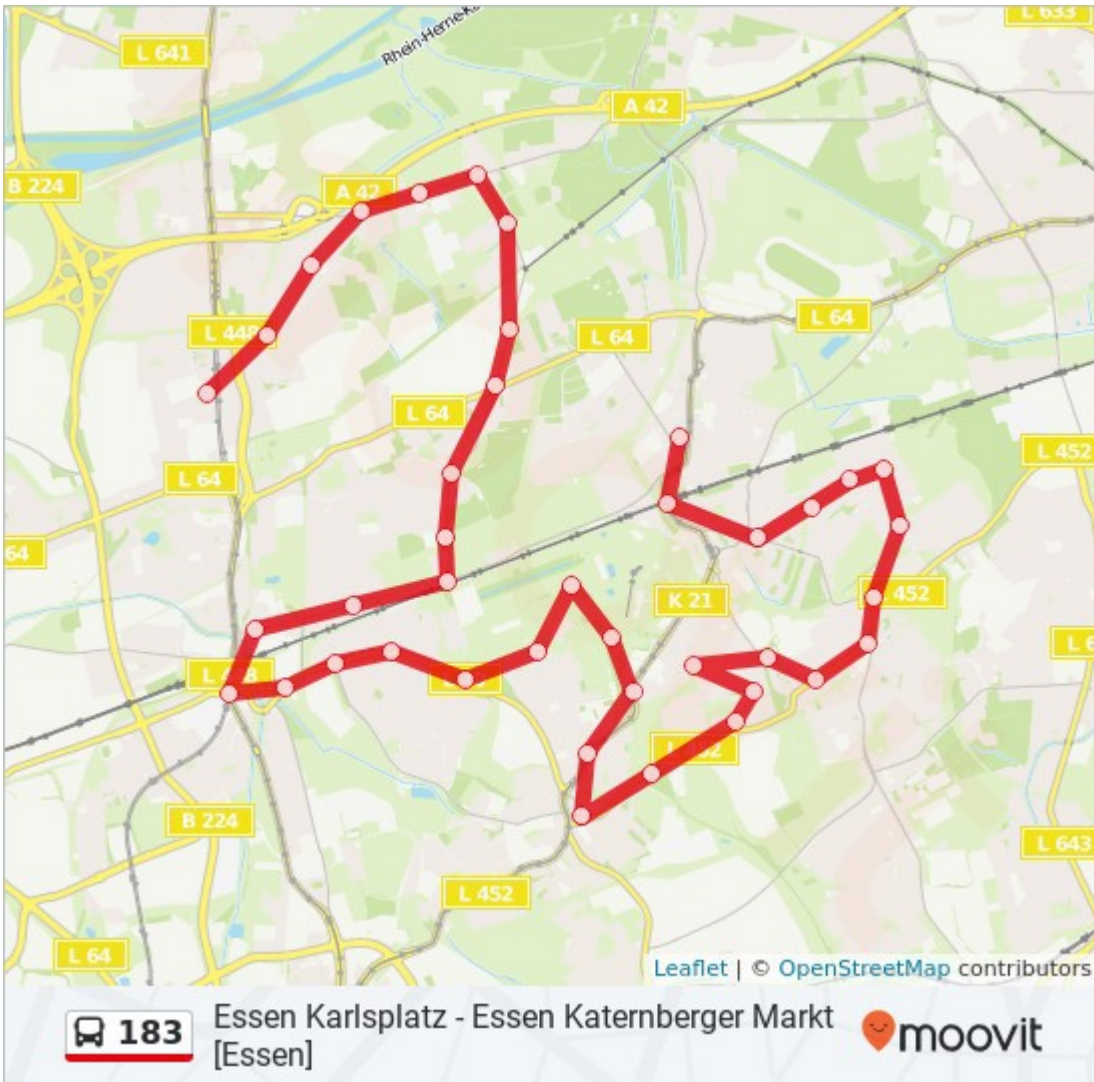 L 633
L 641
Rhein-Herne-Ka
A 42
B 224
A 42
L 448
L 64
L 64
L 64
L 64
L 452
64
K 21
L 452
L 6
B 224
L 643
L 452
L 64
Leaflet | © OpenStreetMap contributors
183
Essen Karlsplatz - Essen Katernberger Markt
[Essen]
moovit